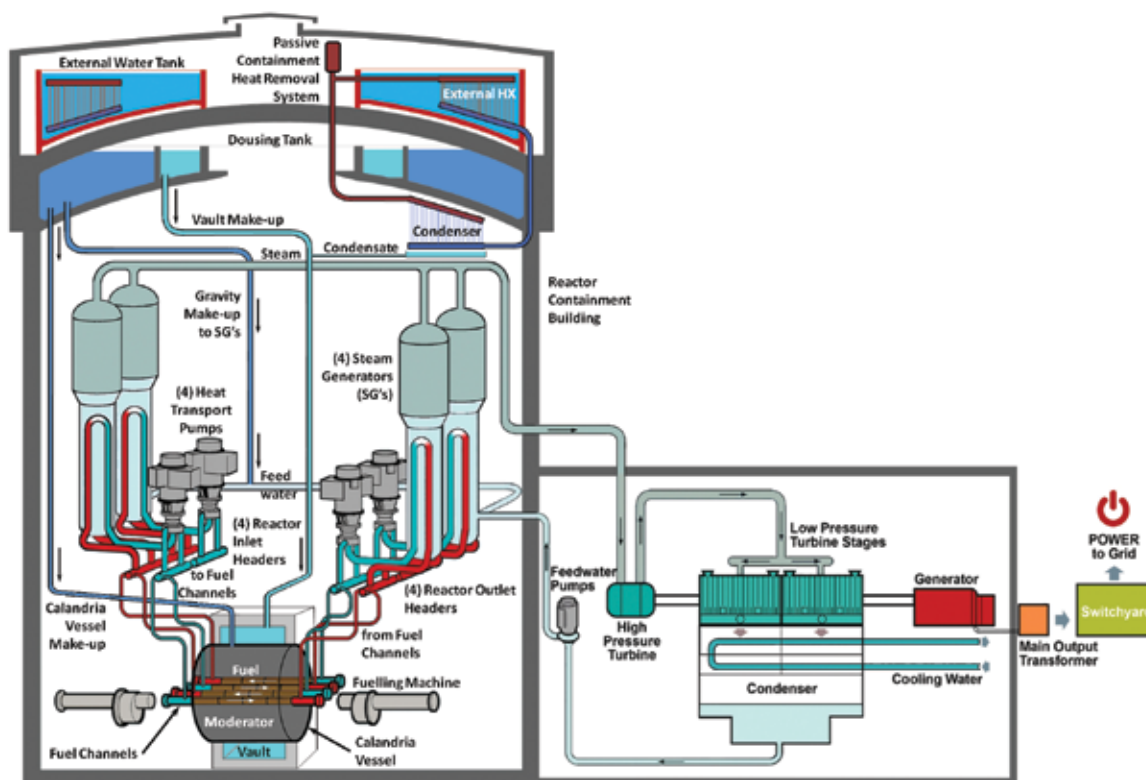 Passive
Containment
Heat Removal
System
External Water Tank
External HX
Dousing Tank
Vault Make-up
Condenser
Steam
Condensate
Reactor
Containment
Building
Gravity
Make-up
to SG's
(4) Steam
Generators
(SG's)
(4) Heat
Transport
Pumps
Feed
water
(4) Reactor
Inlet
Headers
to Fuel
Channels
(4) Reactor Outlet
Headers
from Fuel
Channels
Calandria
Vessel
Make-up
Fuel
Fuelling Machine
Moderator
Fuel Channels
Vault
Calandria
Vessel
Low Pressure
Turbine Stages
Feedwater
Pumps
High
Pressure
Turbine
Generator
Condenser
Cooling Water
Main Output
Transformer
POWER
to Grid
Switchyard